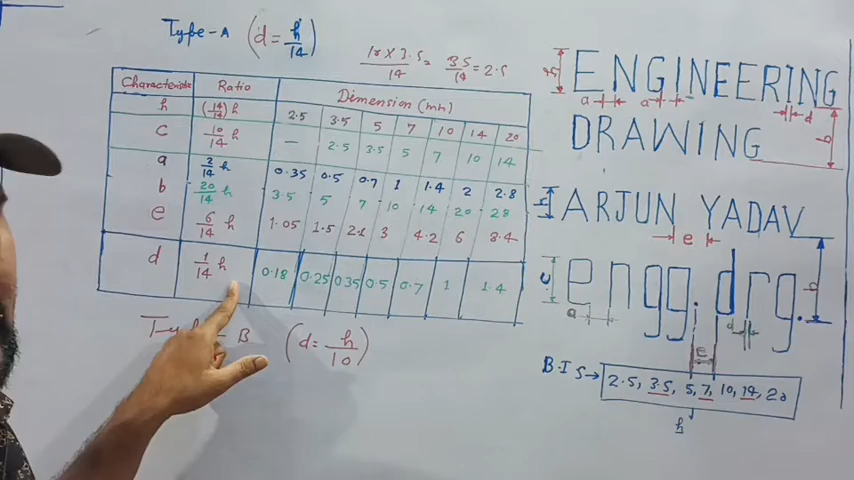 Type-A (d = h/14)
10 X 3.5/14 = 35/14 = 2.5
Characteristic Ratio Dimension (mm)
h (14/14)h 2.5 3.5 5 7 10 14 20
c 10/14 h — 2.5 3.5 5 7 10 14
a 2/14 h 0.35 0.5 0.7 1 1.4 2 2.8
b 20/14 h 3.5 5 7 10 14 20 28
e 6/14 h 1.05 1.5 2.1 3 4.2 6 8.4
d 1/14 h 0.18 0.25 0.35 0.5 0.7 1 1.4
B (d = h/10)
ENGINEERING
a a d
DRAWING
b
h ARJUN YADAV
e
c engg. drg.
a d b
e
B.I.S → 2.5, 3.5, 5, 7, 10, 14, 20
h